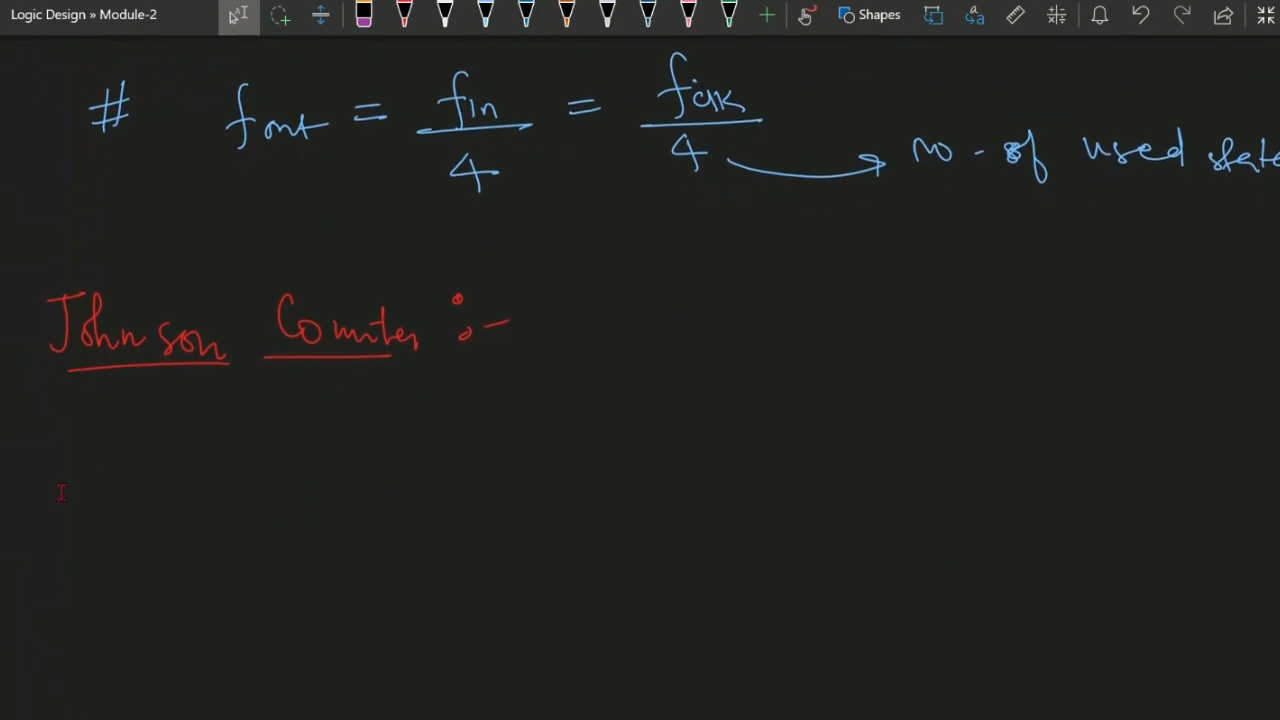 Logic Design » Module-2
Shapes
# fout = fin/4 = fclk/4 → no. of used state
Johnson Counter :-